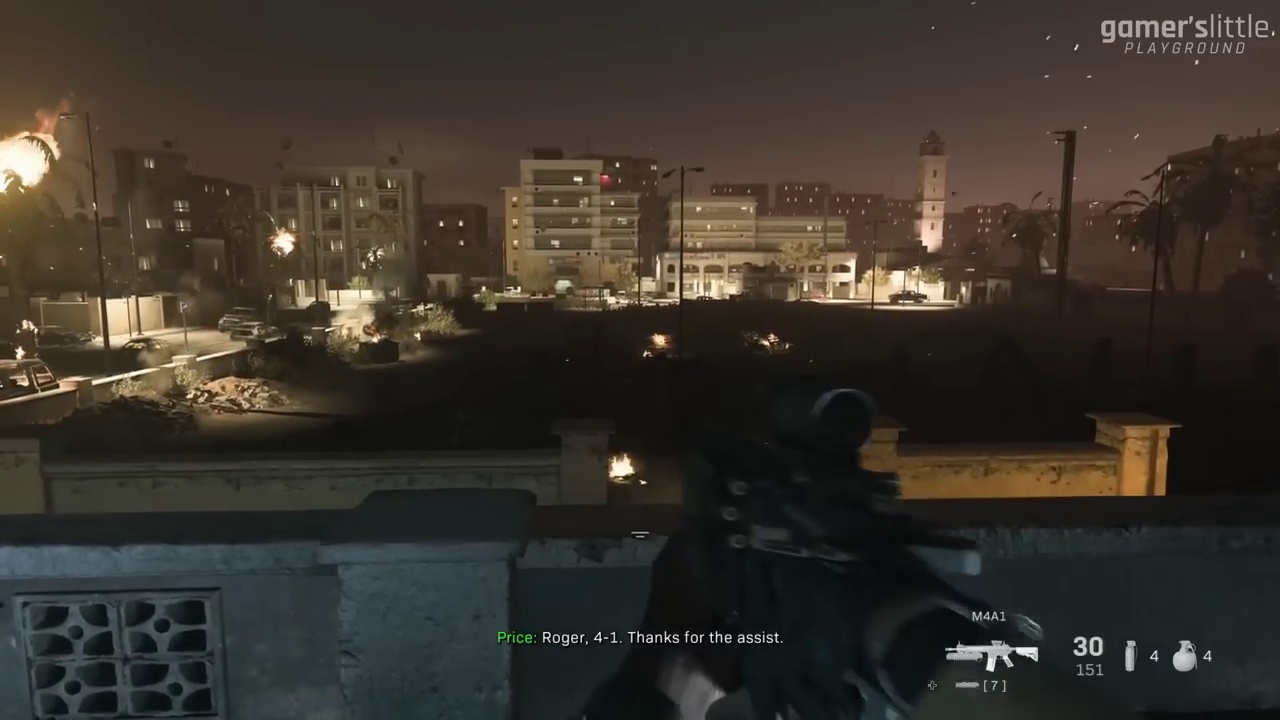 gamer'slittle
PLAYGROUND
Price: Roger, 4-1. Thanks for the assist.
M4A1
30
151
4
4
[7]